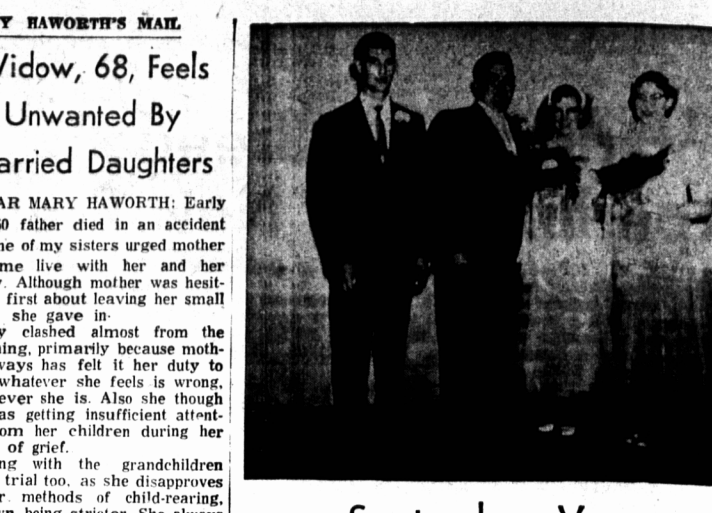 Y HAWORTH'S MAIL
Widow, 68, Feels
Unwanted By
arried Daughters
AR MARY HAWORTH: Early
60 father died in an accident
ne of my sisters urged mother
me live with her and her
. Although mother was hesit-
first about leaving her small
she gave in.
y clashed almost from the
ning, primarily because moth-
ways has felt it her duty to
whatever she feels is wrong,
ever she is. Also she though
as getting insufficient attent-
om her children during her
of grief.
ng with the grandchildren
trial too, as she disapproves
r methods of child-rearing,